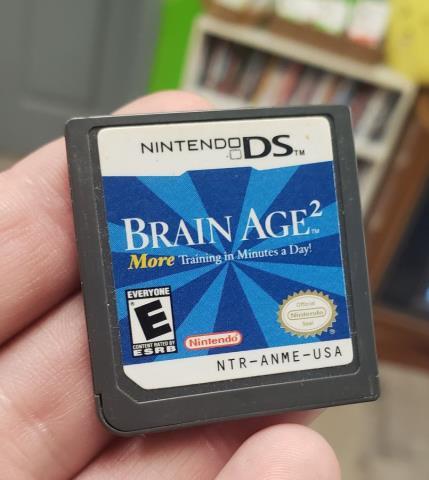 NINTENDO DS™
BRAIN AGE²™
More Training in Minutes a Day!
EVERYONE
E
CONTENT RATED BY
ESRB
Nintendo
Official
Nintendo
Seal
NTR-ANME-USA